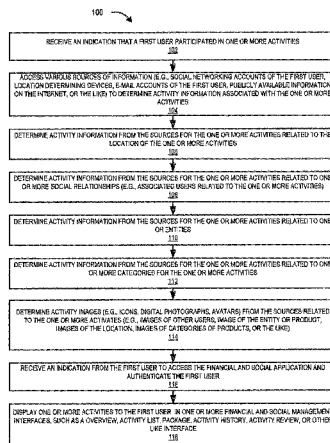 100
RECEIVE AN INDICATION THAT A FIRST USER PARTICIPATED IN ONE OR MORE ACTIVITIES
102
ACCESS VARIOUS SOURCES OF INFORMATION (E.G., SOCIAL NETWORKING ACCOUNTS OF THE FIRST USER,
LOCATION DETERMINING DEVICES, E-MAIL ACCOUNTS OF THE FIRST USER, PUBLICLY AVAILABLE INFORMATION
ON THE INTERNET, OR THE LIKE) TO DETERMINE ACTIVITY INFORMATION ASSOCIATED WITH THE ONE OR MORE
ACTIVITIES
104
DETERMINE ACTIVITY INFORMATION FROM THE SOURCES FOR THE ONE OR MORE ACTIVITIES RELATED TO THE
LOCATION OF THE ONE OR MORE ACTIVITIES
106
DETERMINE ACTIVITY INFORMATION FROM THE SOURCES FOR THE ONE OR MORE ACTIVITIES RELATED TO ONE
OR MORE SOCIAL RELATIONSHIPS (E.G., ASSOCIATED USERS RELATED TO THE ONE OR MORE ACTIVITIES)
108
DETERMINE ACTIVITY INFORMATION FROM THE SOURCES FOR THE ONE OR MORE ACTIVITIES RELATED TO ONE
OR ENTITIES
110
DETERMINE ACTIVITY INFORMATION FROM THE SOURCES FOR THE ONE OR MORE ACTIVITIES RELATED TO ONE
OR MORE CATEGORIES FOR THE ONE OR MORE ACTIVITIES
112
DETERMINE ACTIVITY IMAGES (E.G., ICONS, DIGITAL PHOTOGRAPHS, AVATARS) FROM THE SOURCES RELATED
TO THE ONE OR MORE ACTIVATES (E.G., IMAGES OF OTHER USERS, IMAGE OF THE ENTITY OR PRODUCT,
IMAGES OF THE LOCATION, IMAGES OF CATEGORIES OF PRODUCTS, OR THE LIKE)
114
RECEIVE AN INDICATION FROM THE FIRST USER TO ACCESS THE FINANCIAL AND SOCIAL APPLICATION AND
AUTHENTICATE THE FIRST USER
116
DISPLAY ONE OR MORE ACTIVITIES TO THE FIRST USER IN ONE OR MORE FINANCIAL AND SOCIAL MANAGEMENT
INTERFACES, SUCH AS A OVERVIEW, ACTIVITY LIST, PACKAGE, ACTIVITY HISTORY, ACTIVITY REVIEW, OR OTHER
LIKE INTERFACE
118